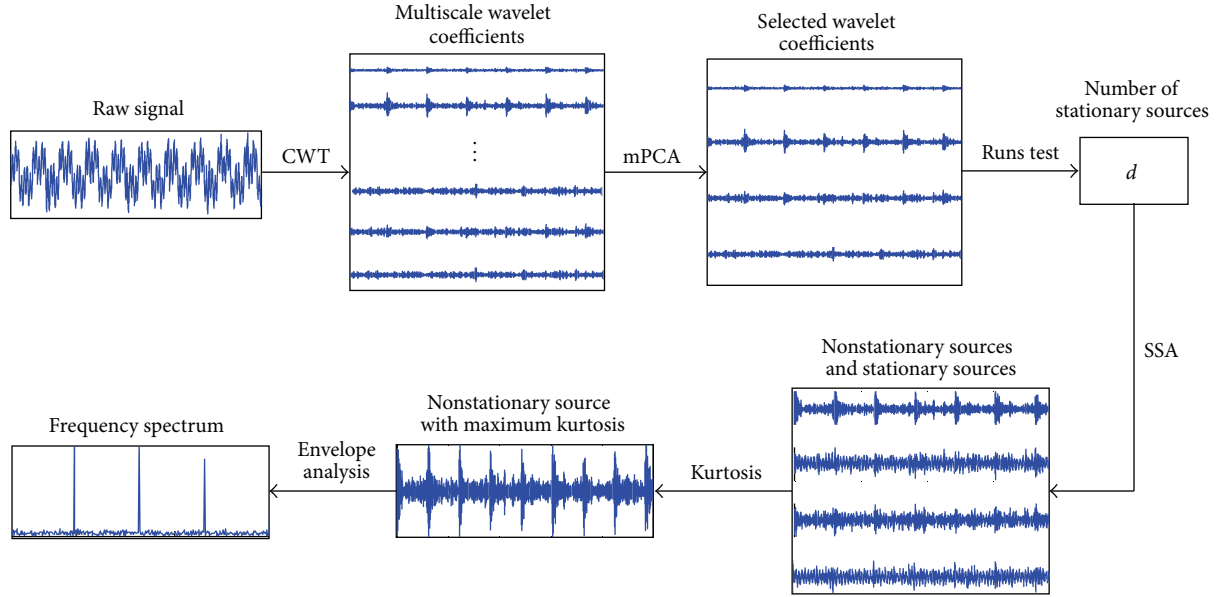 Raw signal
CWT
Multiscale wavelet
coefficients
⋮
mPCA
Selected wavelet
coefficients
Runs test
Number of
stationary sources
d
SSA
Nonstationary sources
and stationary sources
Kurtosis
Nonstationary source
with maximum kurtosis
Envelope
analysis
Frequency spectrum